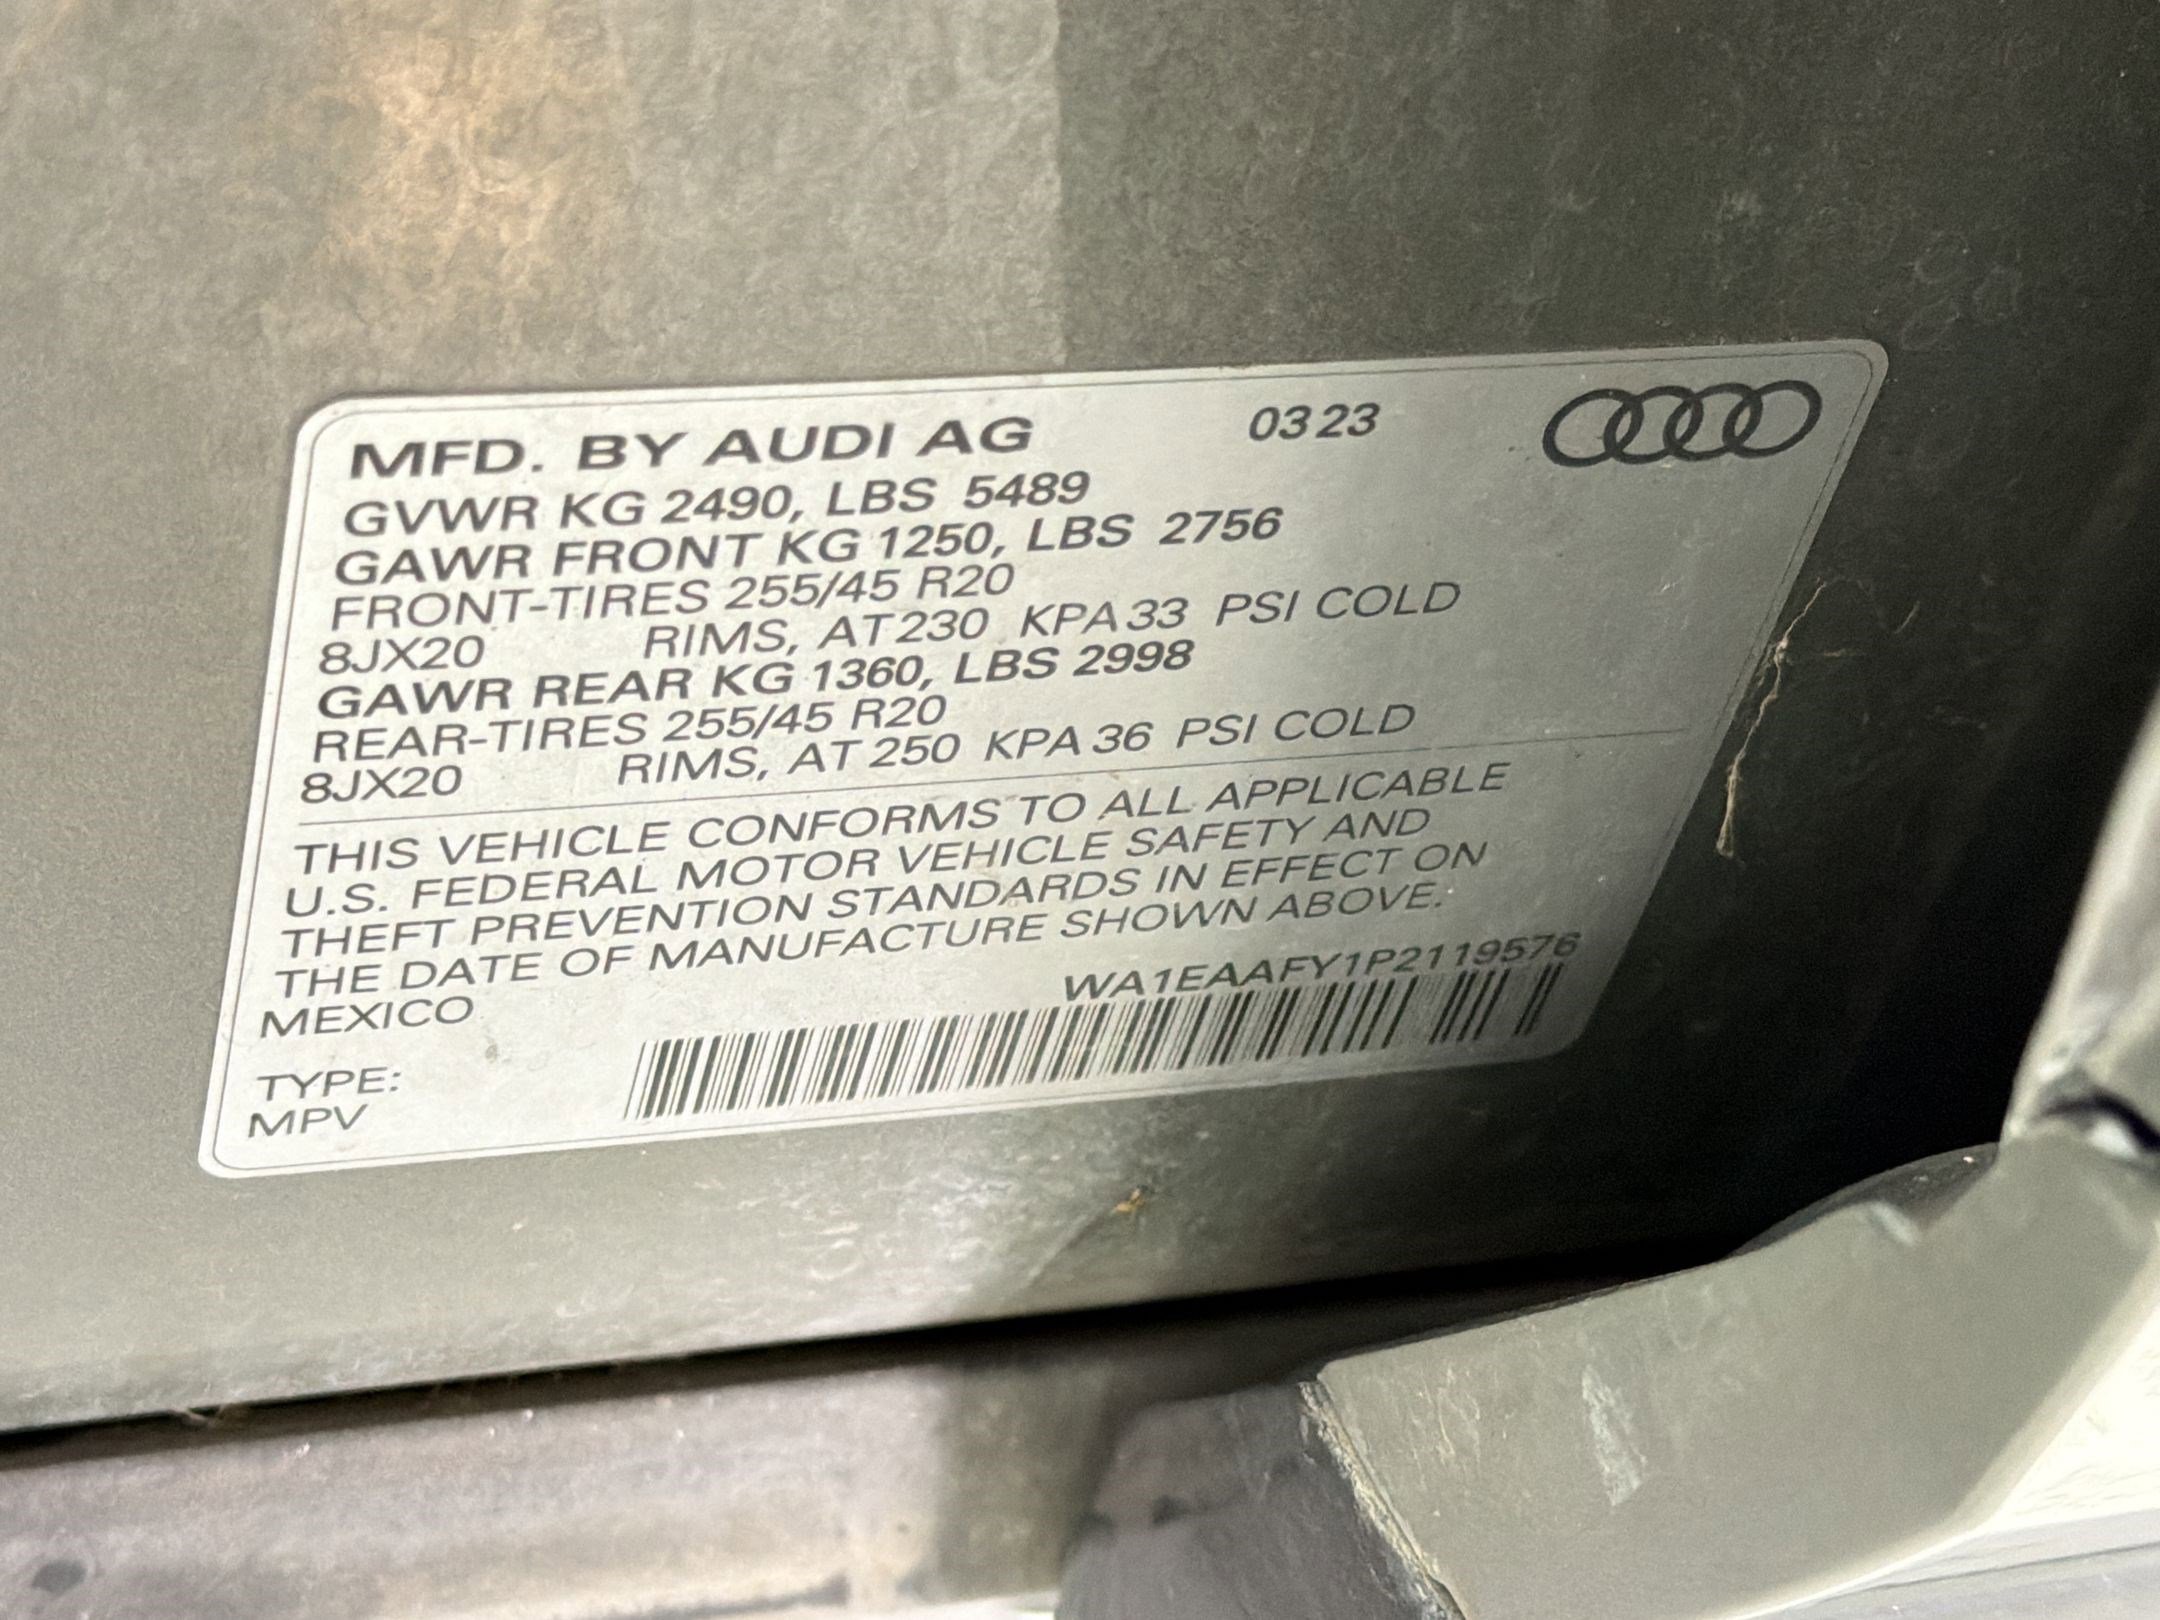 MFD. BY AUDI AG 03 23
GVWR KG 2490, LBS 5489
GAWR FRONT KG 1250, LBS 2756
FRONT-TIRES 255/45 R20
8JX20 RIMS, AT 230 KPA 33 PSI COLD
GAWR REAR KG 1360, LBS 2998
REAR-TIRES 255/45 R20
8JX20 RIMS, AT 250 KPA 36 PSI COLD
THIS VEHICLE CONFORMS TO ALL APPLICABLE
U.S. FEDERAL MOTOR VEHICLE SAFETY AND
THEFT PREVENTION STANDARDS IN EFFECT ON
THE DATE OF MANUFACTURE SHOWN ABOVE.
MEXICO WA1EAAFY1P2119576
TYPE:
MPV